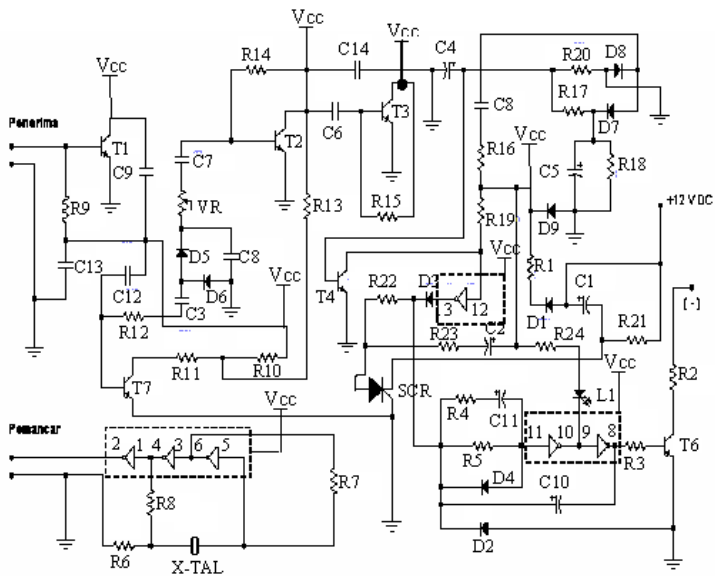 Vcc
R14
C14
Vcc
C4
R20
D8
Penerima
Vcc
T1
C9
C7
T2
C6
T3
C8
R17
D7
R16
Vcc
C5
R18
R9
VR
R13
R15
R19
D9
+12 VDC
C13
D5
C8
C12
D6
Vcc
T4
Vcc
R1
C1
C3
R22
D3
3
12
D1
R21
(-)
R12
R23
C2
R24
Vcc
T7
R11
R10
SCR
L1
R2
Pemancar
Vcc
R4
C11
2
1
4
3
6
5
11
10
9
8
T6
R5
R3
R8
R7
D4
C10
R6
X-TAL
D2